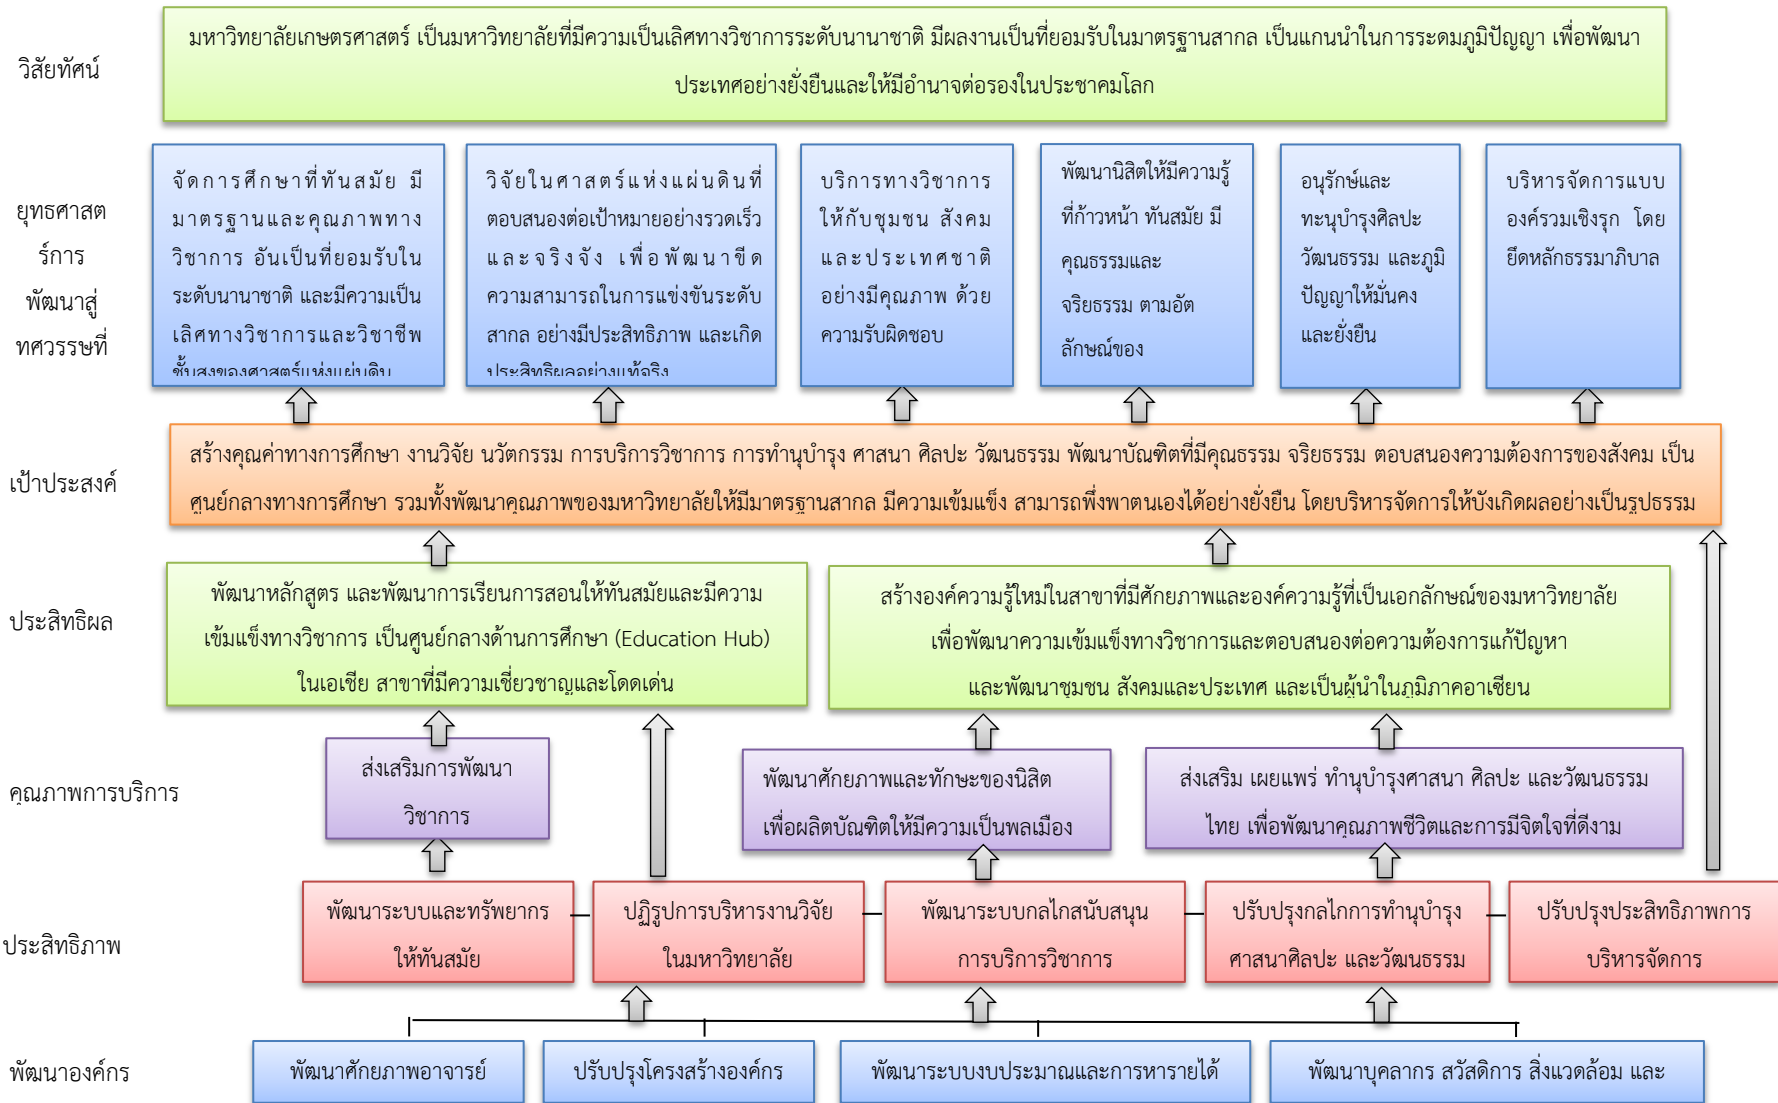 วิสัยทัศน์
มหาวิทยาลัยเกษตรศาสตร์ เป็นมหาวิทยาลัยที่มีความเป็นเลิศทางวิชาการระดับนานาชาติ มีผลงานเป็นที่ยอมรับในมาตรฐานสากล เป็นแกนนำในการระดมภูมิปัญญา เพื่อพัฒนา
ประเทศอย่างยั่งยืนและให้มีอำนาจต่อรองในประชาคมโลก
ยุทธศาสต
ร์การ
พัฒนาสู่
ทศวรรษที่
จัดการศึกษาที่ทันสมัย มี
มาตรฐานและคุณภาพทาง
วิชาการ อันเป็นที่ยอมรับใน
ระดับนานาชาติ และมีความเป็น
เลิศทางวิชาการและวิชาชีพ
ชั้นสูงของศาสตร์แห่งแผ่นดิน
วิจัยในศาสตร์แห่งแผ่นดินที่
ตอบสนองต่อเป้าหมายอย่างรวดเร็ว
และจริงจัง เพื่อพัฒนาขีด
ความสามารถในการแข่งขันระดับ
สากล อย่างมีประสิทธิภาพ และเกิด
ประสิทธิผลอย่างแท้จริง
บริการทางวิชาการ
ให้กับชุมชน สังคม
และประเทศชาติ
อย่างมีคุณภาพ ด้วย
ความรับผิดชอบ
พัฒนานิสิตให้มีความรู้
ที่ก้าวหน้า ทันสมัย มี
คุณธรรมและ
จริยธรรม ตามอัต
ลักษณ์ของ
อนุรักษ์และ
ทะนุบำรุงศิลปะ
วัฒนธรรม และภูมิ
ปัญญาให้มั่นคง
และยั่งยืน
บริหารจัดการแบบ
องค์รวมเชิงรุก โดย
ยึดหลักธรรมาภิบาล
เป้าประสงค์
สร้างคุณค่าทางการศึกษา งานวิจัย นวัตกรรม การบริการวิชาการ การทำนุบำรุง ศาสนา ศิลปะ วัฒนธรรม พัฒนาบัณฑิตที่มีคุณธรรม จริยธรรม ตอบสนองความต้องการของสังคม เป็น
ศูนย์กลางทางการศึกษา รวมทั้งพัฒนาคุณภาพของมหาวิทยาลัยให้มีมาตรฐานสากล มีความเข้มแข็ง สามารถพึ่งพาตนเองได้อย่างยั่งยืน โดยบริหารจัดการให้บังเกิดผลอย่างเป็นรูปธรรม
ประสิทธิผล
พัฒนาหลักสูตร และพัฒนาการเรียนการสอนให้ทันสมัยและมีความ
เข้มแข็งทางวิชาการ เป็นศูนย์กลางด้านการศึกษา (Education Hub)
ในเอเชีย สาขาที่มีความเชี่ยวชาญและโดดเด่น
สร้างองค์ความรู้ใหม่ในสาขาที่มีศักยภาพและองค์ความรู้ที่เป็นเอกลักษณ์ของมหาวิทยาลัย
เพื่อพัฒนาความเข้มแข็งทางวิชาการและตอบสนองต่อความต้องการแก้ปัญหา
และพัฒนาชุมชน สังคมและประเทศ และเป็นผู้นำในภูมิภาคอาเซียน
คุณภาพการบริการ
ส่งเสริมการพัฒนา
วิชาการ
พัฒนาศักยภาพและทักษะของนิสิต
เพื่อผลิตบัณฑิตให้มีความเป็นพลเมือง
ส่งเสริม เผยแพร่ ทำนุบำรุงศาสนา ศิลปะ และวัฒนธรรม
ไทย เพื่อพัฒนาคุณภาพชีวิตและการมีจิตใจที่ดีงาม
ประสิทธิภาพ
พัฒนาระบบและทรัพยากร
ให้ทันสมัย
ปฏิรูปการบริหารงานวิจัย
ในมหาวิทยาลัย
พัฒนาระบบกลไกสนับสนุน
การบริการวิชาการ
ปรับปรุงกลไกการทำนุบำรุง
ศาสนาศิลปะ และวัฒนธรรม
ปรับปรุงประสิทธิภาพการ
บริหารจัดการ
พัฒนาองค์กร
พัฒนาศักยภาพอาจารย์
ปรับปรุงโครงสร้างองค์กร
พัฒนาระบบงบประมาณและการหารายได้
พัฒนาบุคลากร สวัสดิการ สิ่งแวดล้อม และ